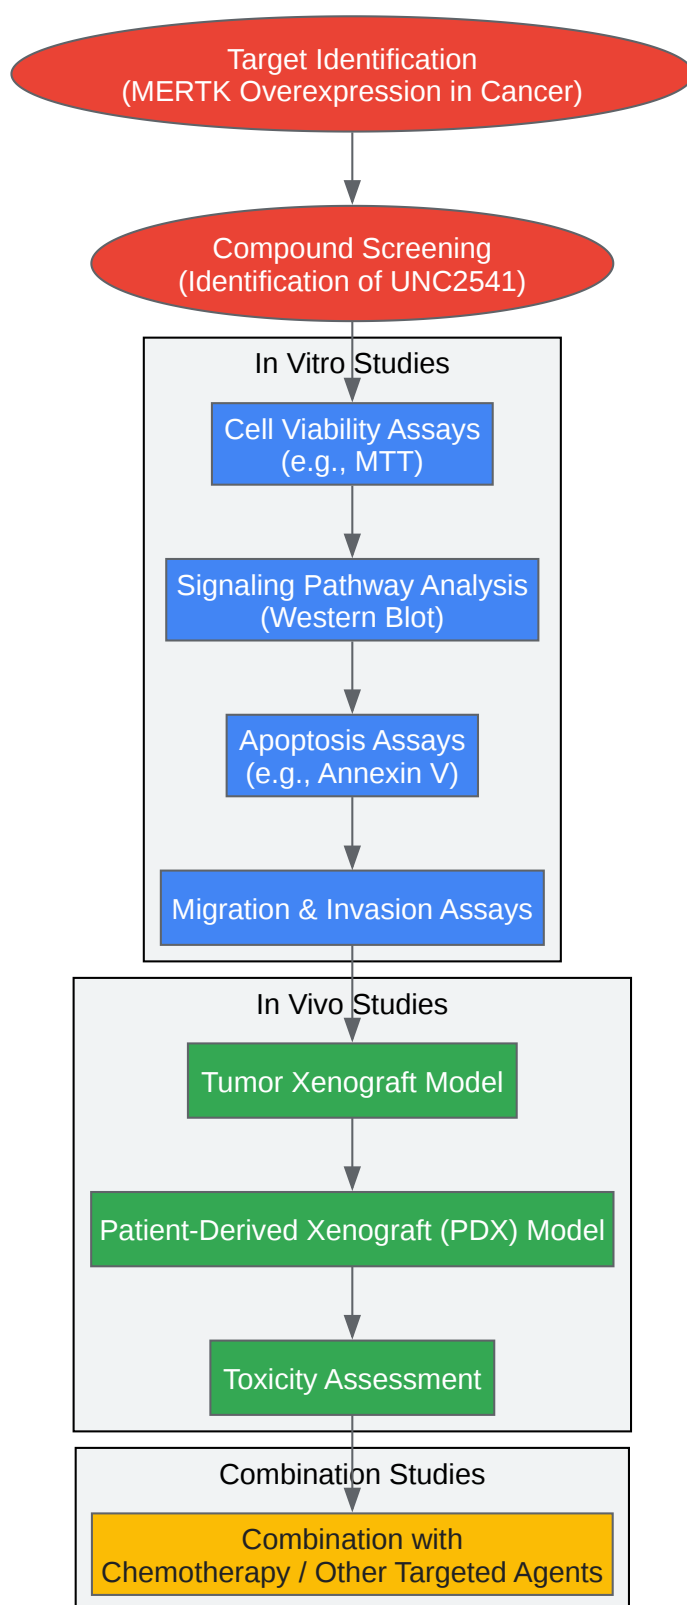 Target Identification
(MERTK Overexpression in Cancer)
Compound Screening
(Identification of UNC2541)
In Vitro Studies
Cell Viability Assays
(e.g., MTT)
Signaling Pathway Analysis
(Western Blot)
Apoptosis Assays
(e.g., Annexin V)
Migration & Invasion Assays
In Vivo Studies
Tumor Xenograft Model
Patient-Derived Xenograft (PDX) Model
Toxicity Assessment
Combination Studies
Combination with
Chemotherapy / Other Targeted Agents